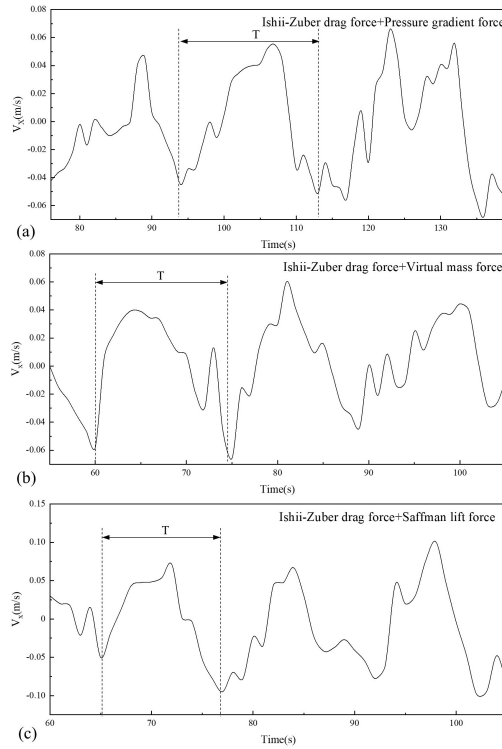 Ishii-Zuber drag force+Pressure gradient force
T
0.08
0.06
0.04
0.02
0.00
-0.02
-0.04
-0.06
Vx(m/s)
80 90 100 110 120 130
Time(s)
(a)
Ishii-Zuber drag force+Virtual mass force
T
0.08
0.06
0.04
0.02
0.00
-0.02
-0.04
-0.06
Vx(m/s)
60 70 80 90 100
Time(s)
(b)
Ishii-Zuber drag force+Saffman lift force
T
0.15
0.10
0.05
0
-0.05
-0.10
Vx(m/s)
60 70 80 90 100
Time(s)
(c)